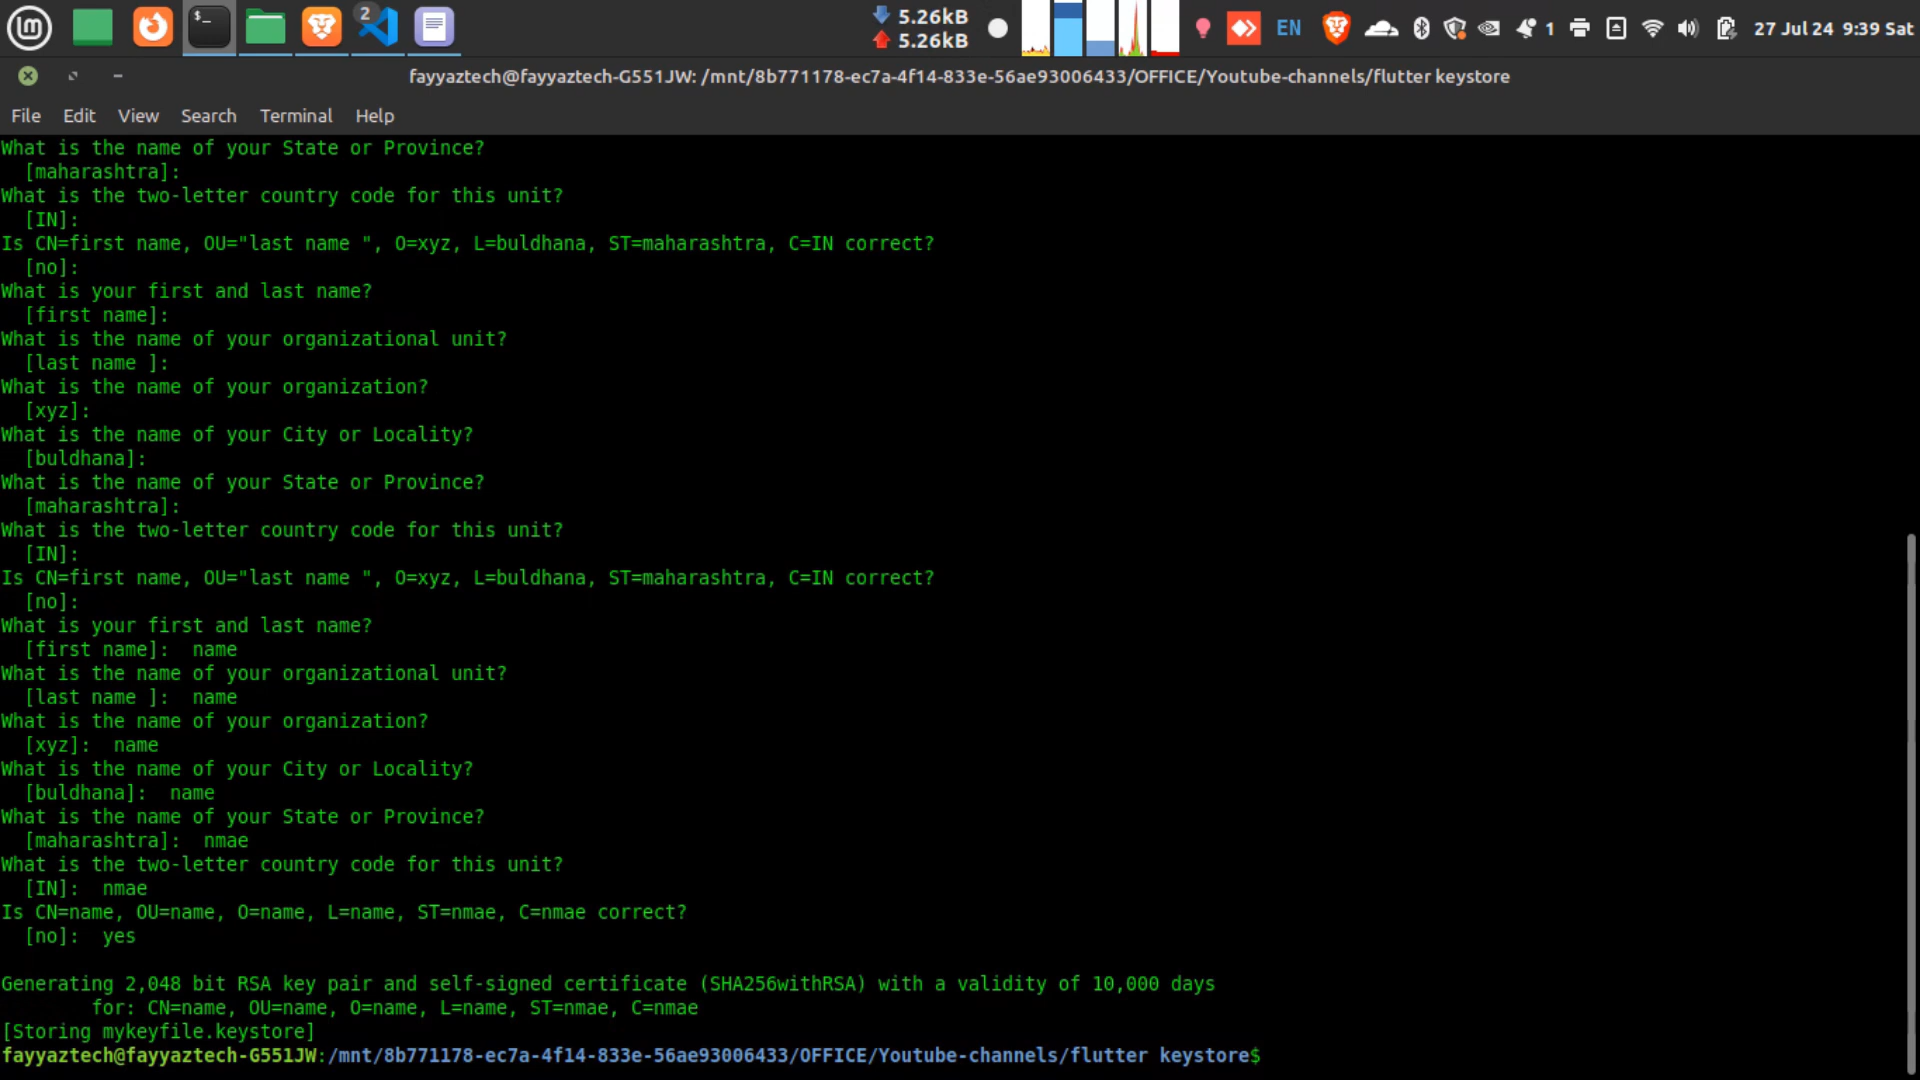 2
5.26kB
5.26kB
EN
1
27 Jul 24 9:39 Sat
fayyaztech@fayyaztech-G551JW: /mnt/8b771178-ec7a-4f14-833e-56ae93006433/OFFICE/Youtube-channels/flutter keystore
File Edit View Search Terminal Help
What is the name of your State or Province?
[maharashtra]:
What is the two-letter country code for this unit?
[IN]:
Is CN=first name, OU="last name ", O=xyz, L=buldhana, ST=maharashtra, C=IN correct?
[no]:
What is your first and last name?
[first name]:
What is the name of your organizational unit?
[last name ]:
What is the name of your organization?
[xyz]:
What is the name of your City or Locality?
[buldhana]:
What is the name of your State or Province?
[maharashtra]:
What is the two-letter country code for this unit?
[IN]:
Is CN=first name, OU="last name ", O=xyz, L=buldhana, ST=maharashtra, C=IN correct?
[no]:
What is your first and last name?
[first name]:  name
What is the name of your organizational unit?
[last name ]:  name
What is the name of your organization?
[xyz]:  name
What is the name of your City or Locality?
[buldhana]:  name
What is the name of your State or Province?
[maharashtra]:  nmae
What is the two-letter country code for this unit?
[IN]:  nmae
Is CN=name, OU=name, O=name, L=name, ST=nmae, C=nmae correct?
[no]:  yes
Generating 2,048 bit RSA key pair and self-signed certificate (SHA256withRSA) with a validity of 10,000 days
for: CN=name, OU=name, O=name, L=name, ST=nmae, C=nmae
[Storing mykeyfile.keystore]
fayyaztech@fayyaztech-G551JW:/mnt/8b771178-ec7a-4f14-833e-56ae93006433/OFFICE/Youtube-channels/flutter keystore$